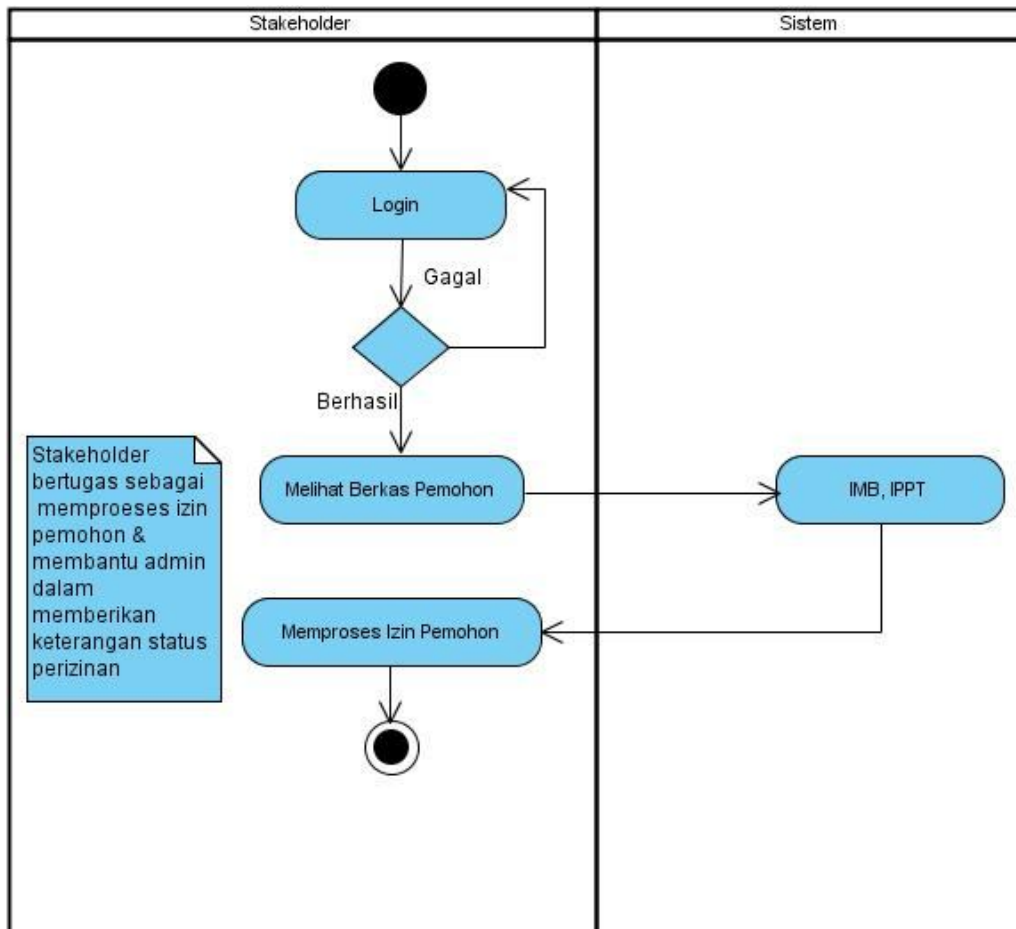 Stakeholder
Sistem
Login
Gagal
Berhasil
Melihat Berkas Pemohon
IMB, IPPT
Stakeholder
bertugas sebagai
memproeses izin
pemohon &
membantu admin
dalam
memberikan
keterangan status
perizinan
Memproses Izin Pemohon